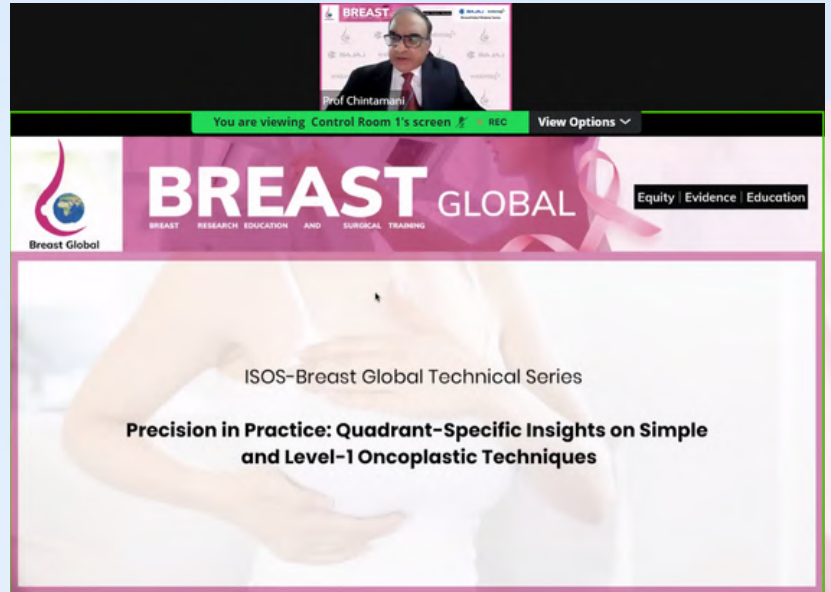 BREAST
BAJAJ
Prof Chintamani
You are viewing Control Room 1's screen
REC
View Options
Breast Global
BREAST GLOBAL
BREAST RESEARCH EDUCATION AND SURGICAL TRAINING
Equity | Evidence | Education
ISOS-Breast Global Technical Series
Precision in Practice: Quadrant-Specific Insights on Simple
and Level-1 Oncoplastic Techniques